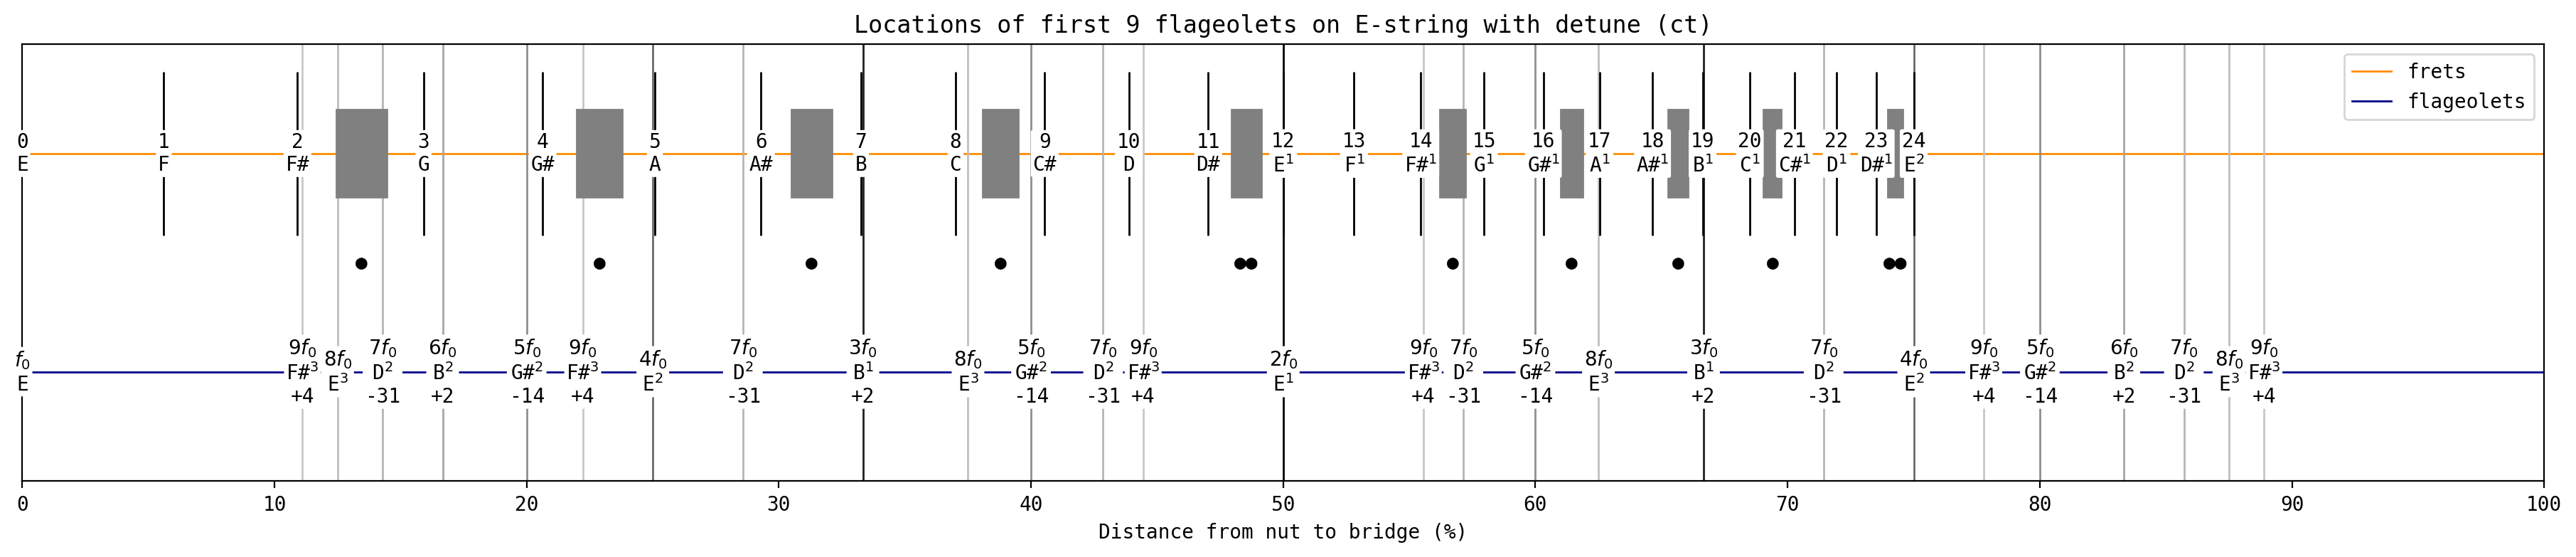 Locations of first 9 flageolets on E-string with detune (ct)
frets
flageolets
0 1 2 3 4 5 6 7 8 9 10 11 12 13 14 15 16 17 18 19 20 21 22 23 24
E F F# G G# A A# B C C# D D# E¹ F¹ F#¹ G¹ G#¹ A¹ A#¹ B¹ C¹ C#¹ D¹ D#¹ E²
f₀ 9f₀ 8f₀ 7f₀ 6f₀ 5f₀ 9f₀ 4f₀ 7f₀ 3f₀ 8f₀ 5f₀ 7f₀ 9f₀ 2f₀ 9f₀ 7f₀ 5f₀ 8f₀ 3f₀ 7f₀ 4f₀ 9f₀ 5f₀ 6f₀ 7f₀ 8f₀ 9f₀
E F#³ E³ D² B² G#² F#³ E² D² B¹ E³ G#² D² F#³ E¹ F#³ D² G#² E³ B¹ D² E² F#³ G#² B² D² E³ F#³
+4 -31 +2 -14 +4 -31 +2 -14 -31 +4 +4 -31 -14 +2 -31 +4 -14 +2 -31 +4
0 10 20 30 40 50 60 70 80 90 100
Distance from nut to bridge (%)